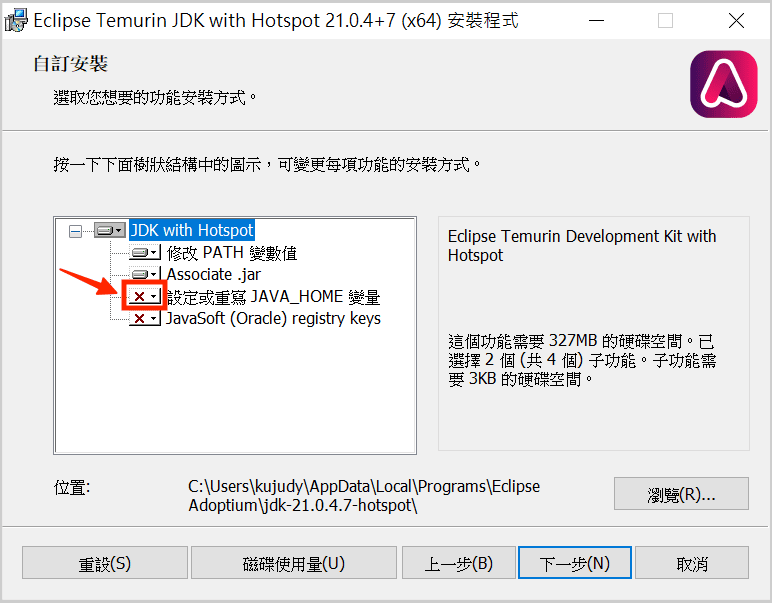 Eclipse Temurin JDK with Hotspot 21.0.4+7 (x64) 安裝程式
自訂安裝
選取您想要的功能安裝方式。
按一下下面樹狀結構中的圖示，可變更每項功能的安裝方式。
JDK with Hotspot
修改 PATH 變數值
Associate .jar
設定或重寫 JAVA_HOME 變量
JavaSoft (Oracle) registry keys
Eclipse Temurin Development Kit with
Hotspot
這個功能需要 327MB 的硬碟空間。已
選擇 2 個 (共 4 個) 子功能。子功能需
要 3KB 的硬碟空間。
位置:
C:\Users\kujudy\AppData\Local\Programs\Eclipse
Adoptium\jdk-21.0.4.7-hotspot\
瀏覽(R)...
重設(S)
磁碟使用量(U)
上一步(B)
下一步(N)
取消